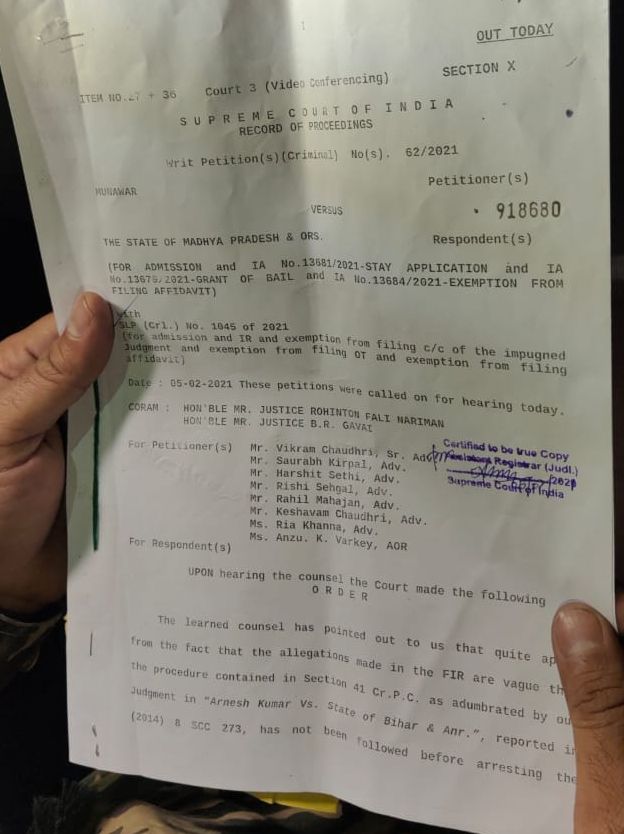 OUT TODAY
ITEM NO.27 + 36 Court 3 (Video Conferencing) SECTION X
SUPREME COURT OF INDIA
RECORD OF PROCEEDINGS
Writ Petition(s)(Criminal) No(s). 62/2021
MUNAWAR Petitioner(s)
VERSUS
918680
THE STATE OF MADHYA PRADESH & ORS. Respondent(s)
(FOR ADMISSION and IA No.13681/2021-STAY APPLICATION and IA
2021-GRANT OF BAIL and IA No.13684/2021-EXEMPTION FROM
FILING AFFIDAVIT)
with
SLP (Crl.) No. 1045 of 2021
(for admission and IR and exemption from filing c/c of the impugned
Judgment and exemption from filing OT and exemption from filing
affidavit)
Date : 05-02-2021 These petitions were called on for hearing today.
CORAM : HON'BLE MR. JUSTICE ROHINTON FALI NARIMAN
HON'BLE MR. JUSTICE B.R. GAVAI
For Petitioner(s) Mr. Vikram Chaudhri, Sr. Adv
Mr. Saurabh Kirpal, Adv.
Mr. Harshit Sethi, Adv.
Mr. Rishi Sehgal, Adv.
Mr. Rahil Mahajan, Adv.
Mr. Keshavam Chaudhri, Adv.
Ms. Ria Khanna, Adv.
Ms. Anzu. K. Varkey, AOR
Certified to be true Copy
Assistant Registrar (Judl.)
Supreme Court of India
For Respondent(s)
UPON hearing the counsel the Court made the following
O R D E R
The learned counsel has pointed out to us that quite ap
from the fact that the allegations made in the FIR are vague th
the procedure contained in Section 41 Cr.P.C. as adumbrated by ou
Judgment in "Arnesh Kumar Vs. State of Bihar & Anr.", reported in
(2014) 8 SCC 273, has not been followed before arresting the